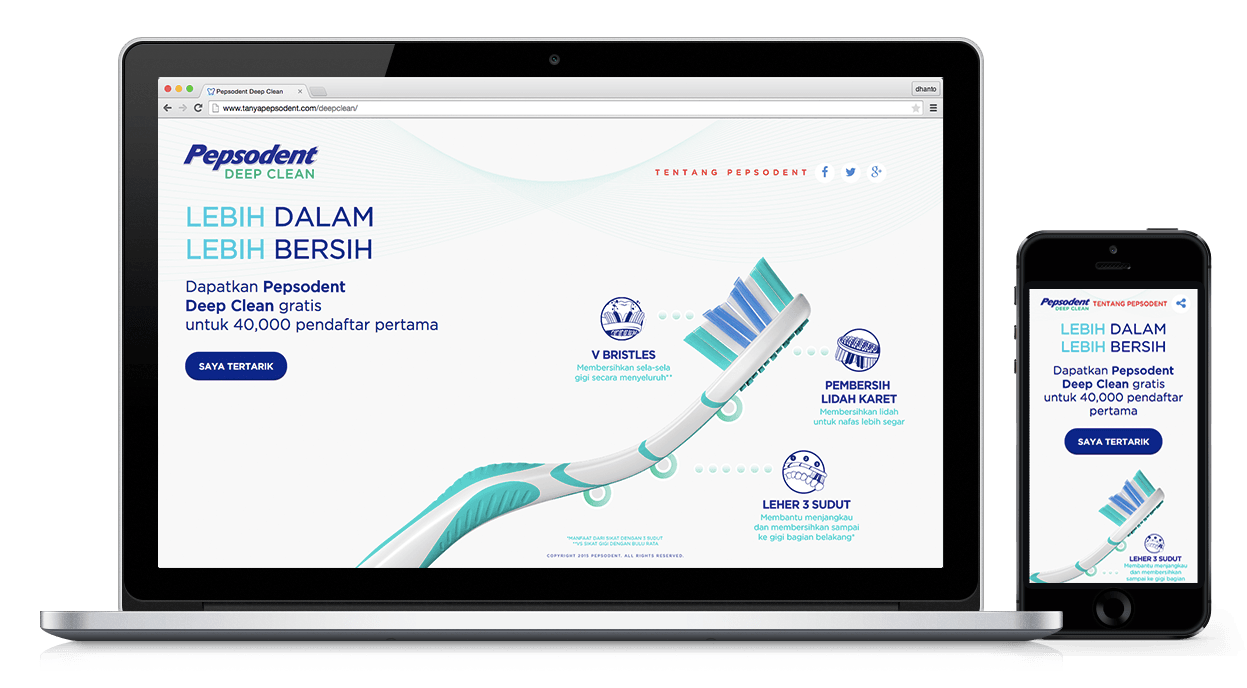 Pepsodent Deep Clean
dhanto
www.tanyapepsodent.com/deepclean/
Pepsodent
DEEP CLEAN
TENTANG PEPSODENT
LEBIH DALAM
LEBIH BERSIH
Dapatkan Pepsodent
Deep Clean gratis
untuk 40,000 pendaftar pertama
SAYA TERTARIK
V BRISTLES
Membersihkan sela-sela
gigi secara menyeluruh**
PEMBERSIH
LIDAH KARET
Membersihkan lidah
untuk nafas lebih segar
1 2 3
LEHER 3 SUDUT
Membantu menjangkau
dan membersihkan sampai
ke gigi bagian belakang*
*MANFAAT DARI SIKAT DENGAN 3 SUDUT
**VS SIKAT GIGI DENGAN BULU RATA
COPYRIGHT 2015 PEPSODENT. ALL RIGHTS RESERVED.
Pepsodent
DEEP CLEAN
TENTANG PEPSODENT
LEBIH DALAM
LEBIH BERSIH
Dapatkan Pepsodent
Deep Clean gratis
untuk 40,000 pendaftar
pertama
SAYA TERTARIK
LEHER 3 SUDUT
Membantu menjangkau
dan membersihkan
sampai ke gigi bagian